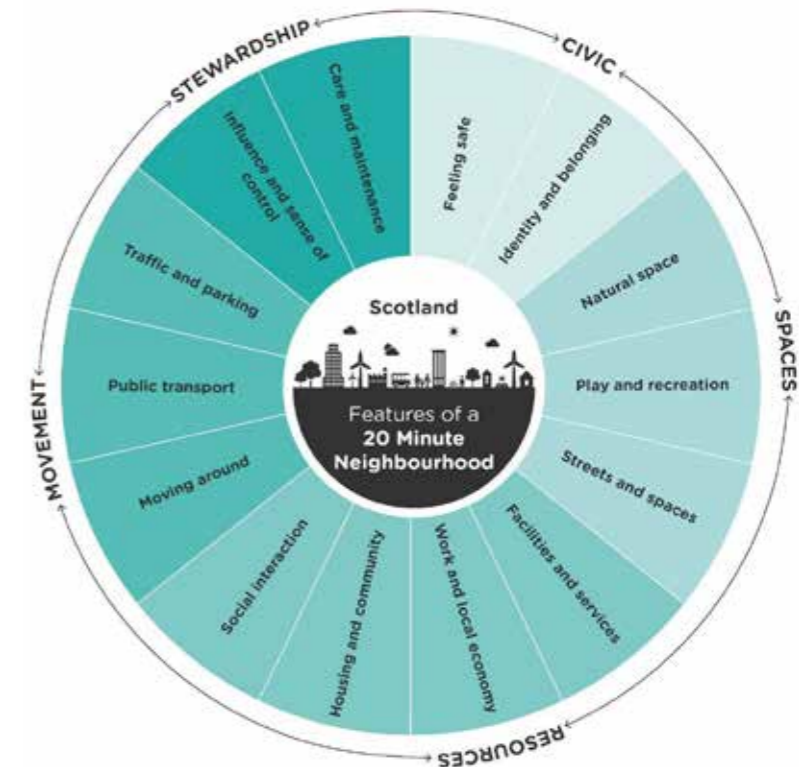 STEWARDSHIP
CIVIC
SPACES
RESOURCES
MOVEMENT
Care and maintenance
Feeling safe
Identity and belonging
Natural space
Play and recreation
Streets and spaces
Facilities and services
Work and local economy
Housing and community
Social interaction
Moving around
Public transport
Traffic and parking
Influence and sense of
control
Scotland
Features of a
20 Minute
Neighbourhood